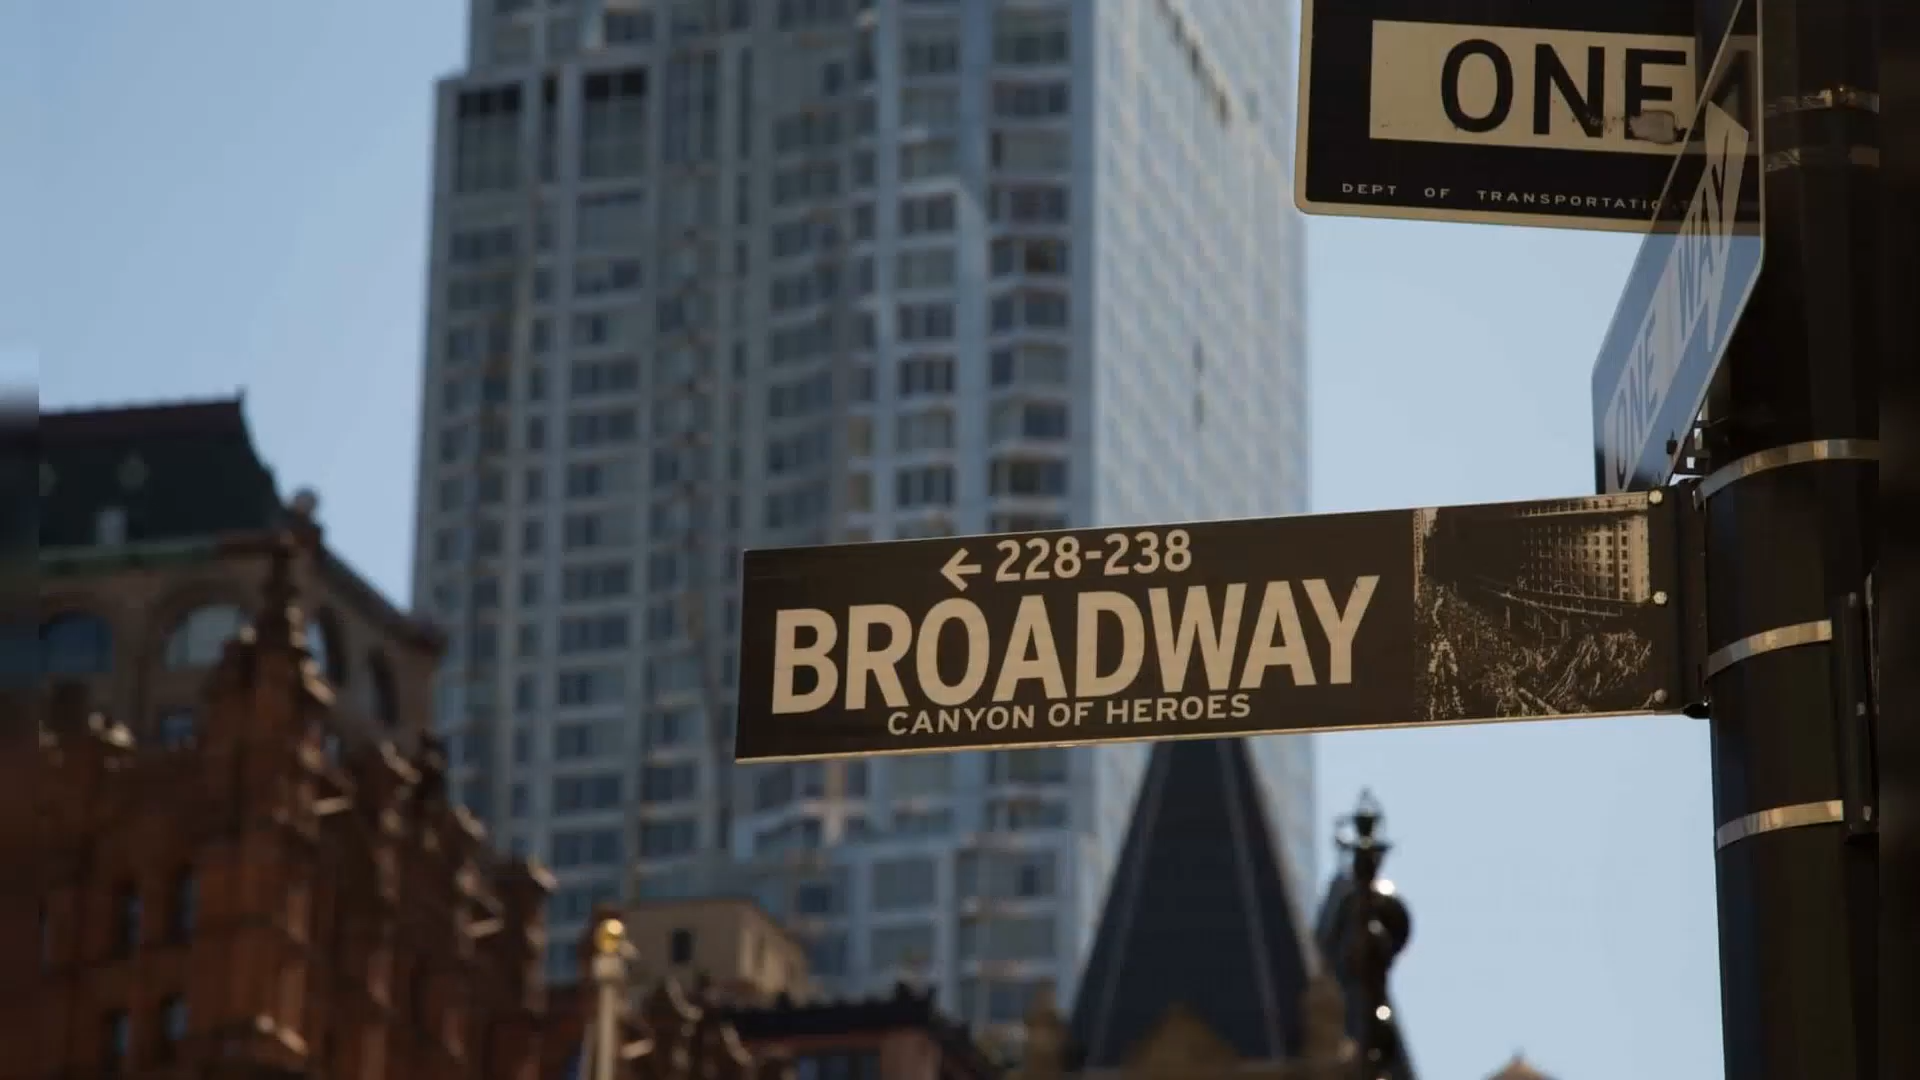 ONE
DEPT OF TRANSPORTATIO
ONE WAY
← 228-238
BROADWAY
CANYON OF HEROES